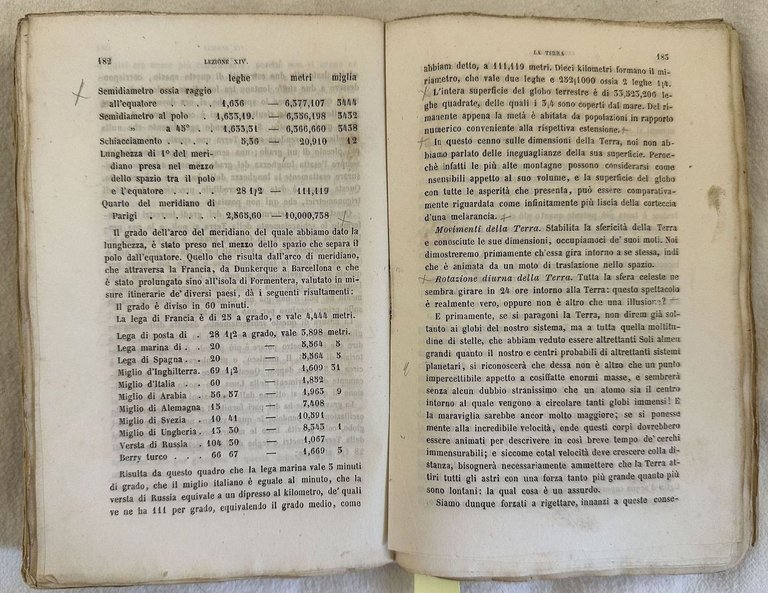 182 LEZIONE XIV.
leghe metri miglia
Semidiametro ossia raggio
all'equatore . . 1,636 — 6,377,107 3444
Semidiametro al polo . 1,633,19. — 6,356,198 3432
» a 45° . 1,633,31 — 6,366,660 3438
Schiacciamento . . 5,36 — 20,910 12
Lunghezza di 1° del meri-
diano presa nel mezzo
dello spazio tra il polo
e l'equatore . . . . 28 1/2 — 111,119
Quarto del meridiano di
Parigi . . . . . . 2,565,60 — 10,000,738
Il grado dell'arco del meridiano del quale abbiamo dato la
lunghezza, è stato preso nel mezzo dello spazio che separa il
polo dall'equatore. Quello che risulta dall'arco di meridiano,
che attraversa la Francia, da Dunkerque a Barcellona e che
è stato prolungato sino all'isola di Formentera, valutato in mi-
sure itinerarie de' diversi paesi, dà i seguenti risultamenti:
Il grado è diviso in 60 minuti.
La lega di Francia è di 25 a grado, e vale 4,444 metri.
Lega di posta di . 28 1/2 a grado, vale 3,898 metri.
Lega marina di . . 20 — 5,564 5
Lega di Spagna . . 20 — 5,564 5
Miglio d'Inghilterra. 69 1/2 — 1,609 31
Miglio d'Italia . . 60 — 1,852
Miglio di Arabia . 56 57 — 1,965 9
Miglio di Alemagna 15 — 7,408
Miglio di Svezia . 10 41 — 10,591
Miglio di Ungheria. 13 30 — 8,345 1
Versta di Russia . 104 30 — 1,067
Berry turco . . . 66 67 — 1,669 5
Risulta da questo quadro che la lega marina vale 3 minuti
di grado, che il miglio italiano è eguale al minuto, che la
versta di Russia equivale a un dipresso al kilometro, de' quali
ve ne ha 111 per grado, equivalendo il grado medio, come
LA TERRA 183
abbiam detto, a 111,119 metri. Dieci kilometri formano il mi-
riametro, che vale due leghe e 252/1000 ossia 2 leghe 1/4.
L'intera superficie del globo terrestre è di 33,523,206 le-
ghe quadrate, delle quali i 3/4 sono coperti dal mare. Del ri-
manente appena la metà è abitata da popolazioni in rapporto
numerico conveniente alla rispettiva estensione.
In questo cenno sulle dimensioni della Terra, noi non ab-
biamo parlato delle ineguaglianze della sua superficie. Peroc-
chè infatti le più alte montagne possono considerarsi come
insensibili appetto al suo volume, e la superficie del globo
con tutte le asperità che presenta, può essere comparativa-
mente riguardata come infinitamente più liscia della corteccia
d'una melarancia.
Movimenti della Terra. Stabilita la sfericità della Terra
e conosciute le sue dimensioni, occupiamoci de' suoi moti. Noi
dimostreremo primamente ch'essa gira intorno a se stessa, indi
che è animata da un moto di traslazione nello spazio.
Rotazione diurna della Terra. Tutta la sfera celeste ne
sembra girare in 24 ore intorno alla Terra: questo spettacolo
è realmente vero, oppure non è altro che una illusione?
E primamente, se si paragoni la Terra, non direm già sol-
tanto ai globi del nostro sistema, ma a tutta quella moltitu-
dine di stelle, che abbiam veduto essere altrettanti Soli almen
grandi quanto il nostro e centri probabili di altrettanti sistemi
planetari, si riconoscerà che dessa non è altro che un punto
impercettibile appetto a cosiffatte enormi masse, e sembrerà
senza alcun dubbio stranissimo che un atomo sia il centro
intorno al quale vengono a circolare tanti globi immensi! E
la maraviglia sarebbe ancor molto maggiore; se si ponesse
mente alla incredibile velocità, onde questi corpi dovrebbero
essere animati per descrivere in così breve tempo de' cerchi
immensurabili; e siccome cotal velocità deve crescere colla di-
stanza, bisognerà necessariamente ammettere che la Terra at-
tiri tutti gli astri con una forza tanto più grande quanto più
sono lontani: la qual cosa è un assurdo.
Siamo dunque forzati a rigettare, innanzi a queste conse-